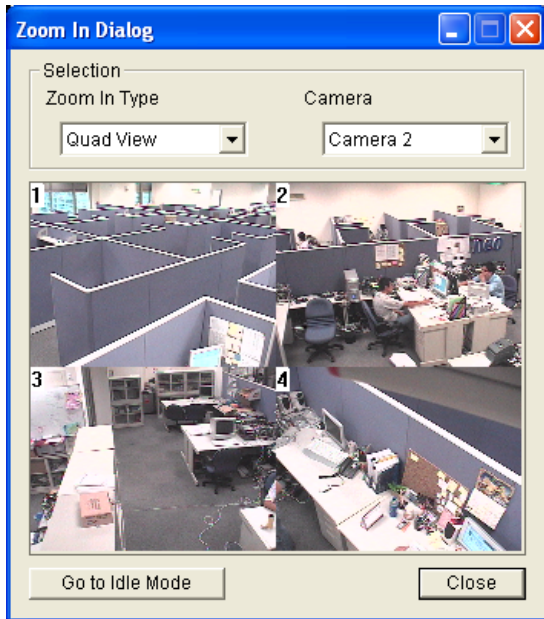 Zoom In Dialog
Selection
Zoom In Type Camera
Quad View Camera 2
1 2
3 4
Go to Idle Mode Close